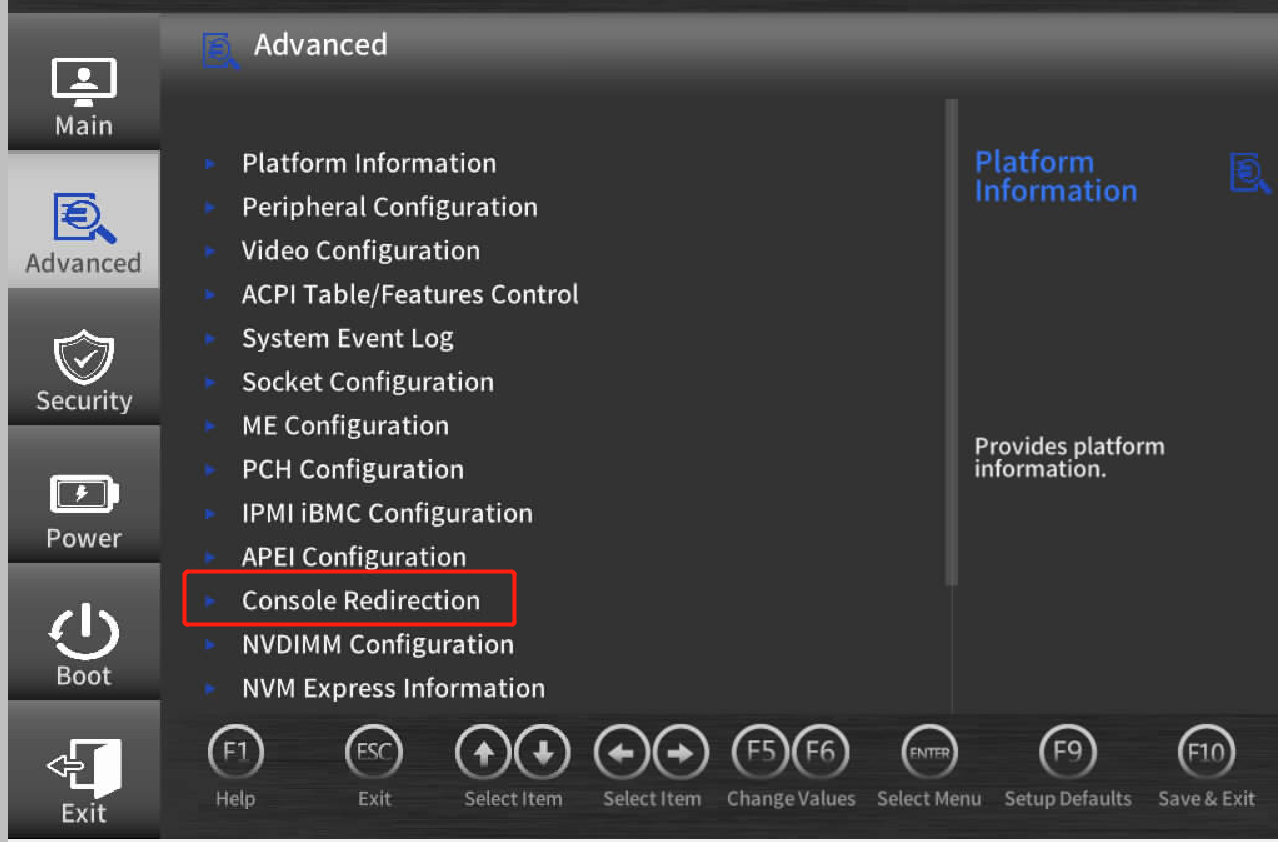 Advanced
Main
Advanced
Security
Power
Boot
Exit
Platform Information
Peripheral Configuration
Video Configuration
ACPI Table/Features Control
System Event Log
Socket Configuration
ME Configuration
PCH Configuration
IPMI iBMC Configuration
APEI Configuration
Console Redirection
NVDIMM Configuration
NVM Express Information
Platform
Information
Provides platform
information.
F1
Help
ESC
Exit
Select Item
Select Item
F5 F6
Change Values
ENTER
Select Menu
F9
Setup Defaults
F10
Save & Exit